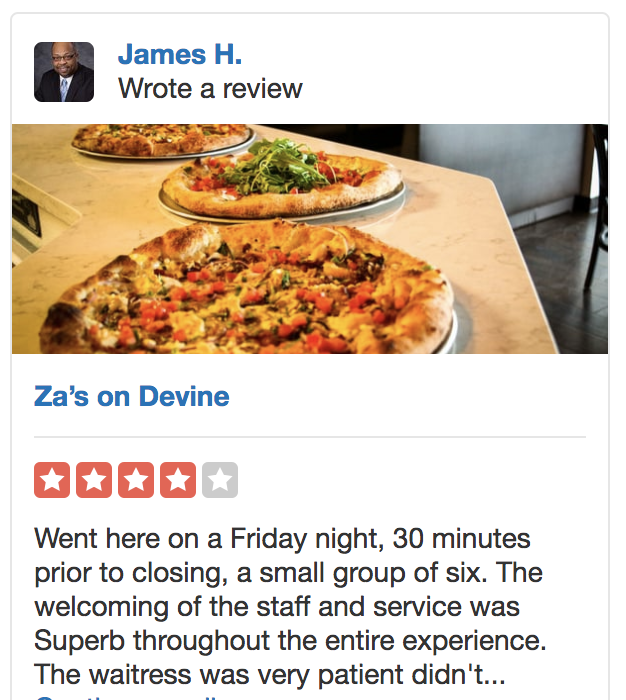 James H.
Wrote a review
Za’s on Devine
Went here on a Friday night, 30 minutes
prior to closing, a small group of six. The
welcoming of the staff and service was
Superb throughout the entire experience.
The waitress was very patient didn't...